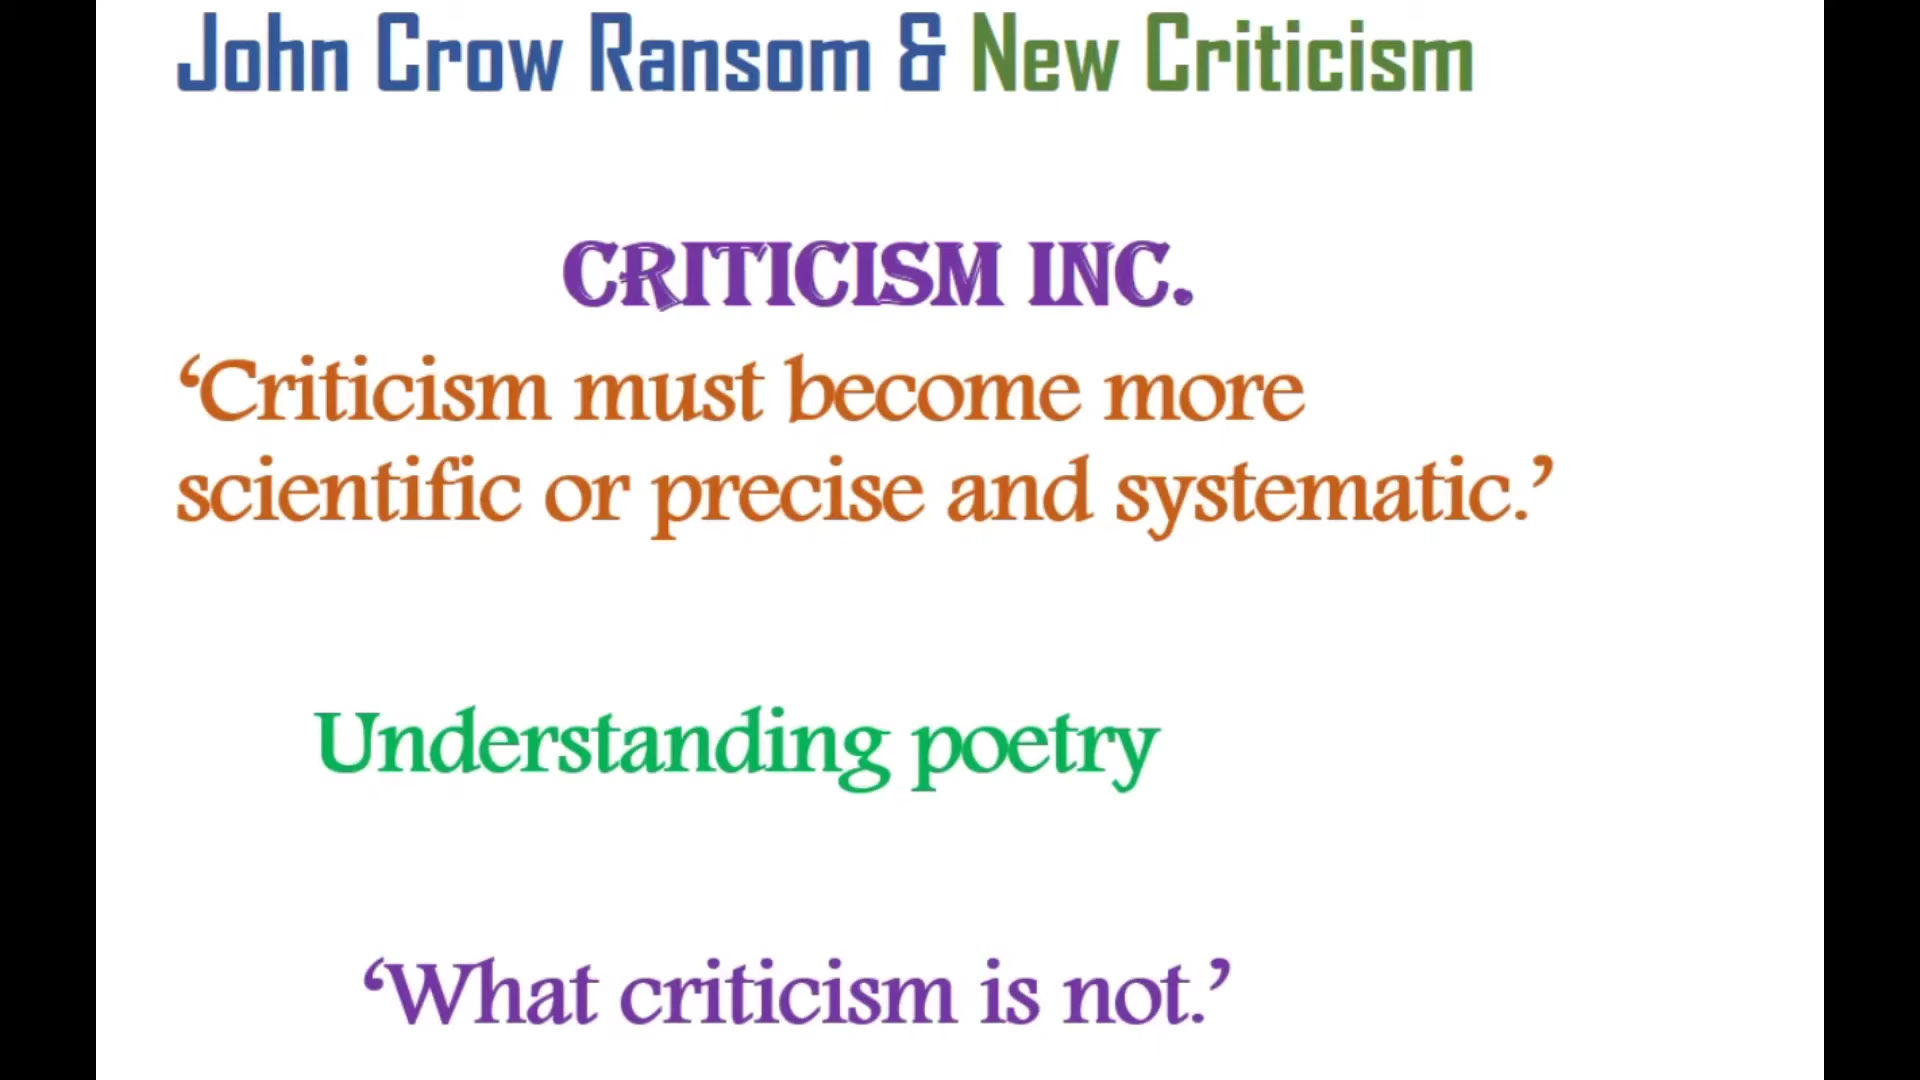 John Crow Ransom & New Criticism
CRITICISM INC.
‘Criticism must become more
scientific or precise and systematic.’
Understanding poetry
‘What criticism is not.’